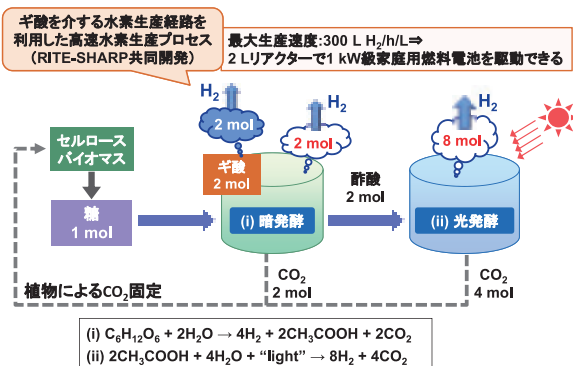 ギ酸を介する水素生産経路を
利用した高速水素生産プロセス
(RITE-SHARP共同開発)
最大生産速度:300 L H₂/h/L⇒
2 Lリアクターで1 kW級家庭用燃料電池を駆動できる
H₂
2 mol
H₂
2 mol
H₂
8 mol
セルロース
バイオマス
ギ酸
2 mol
糖
1 mol
(i) 暗発酵
酢酸
2 mol
(ii) 光発酵
植物によるCO₂固定
CO₂
2 mol
CO₂
4 mol
(i) C₆H₁₂O₆ + 2H₂O → 4H₂ + 2CH₃COOH + 2CO₂
(ii) 2CH₃COOH + 4H₂O + “light” → 8H₂ + 4CO₂